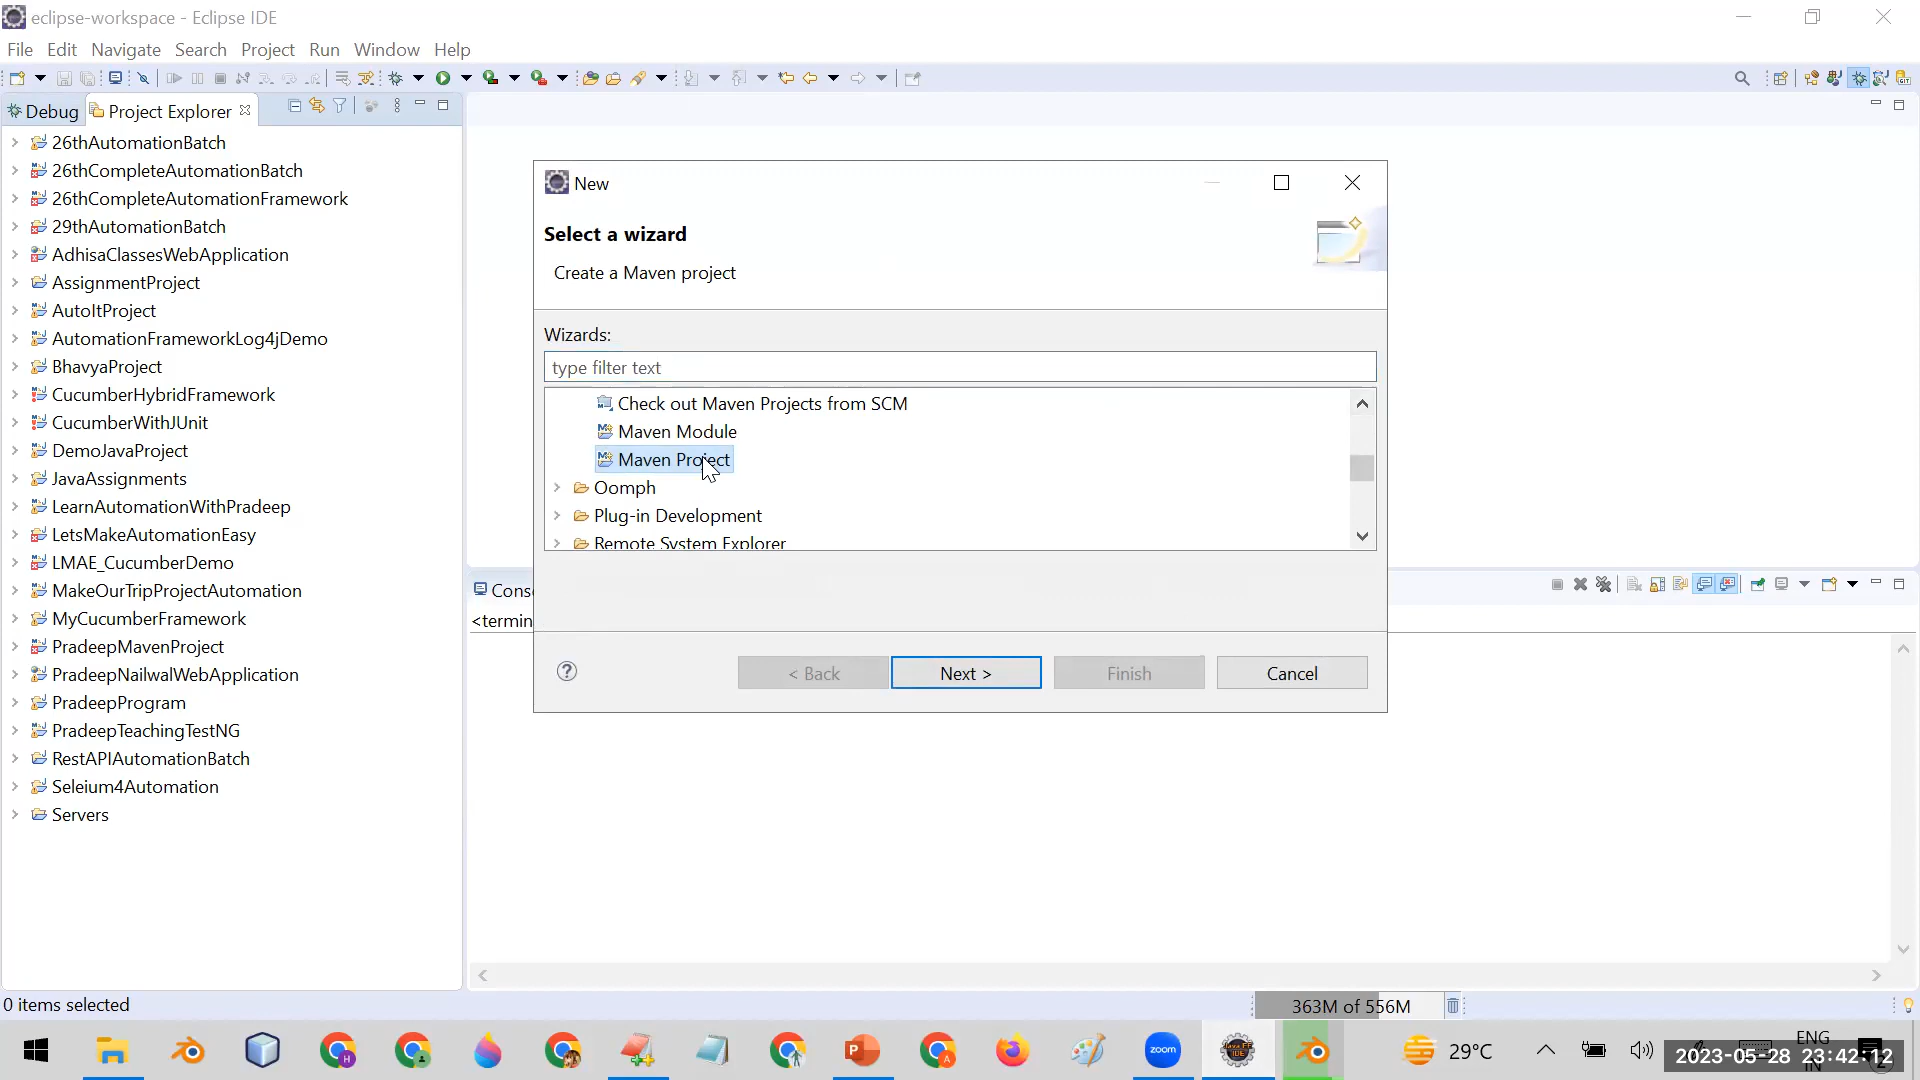 eclipse-workspace - Eclipse IDE
File Edit Navigate Search Project Run Window Help
Debug Project Explorer
26thAutomationBatch
26thCompleteAutomationBatch
26thCompleteAutomationFramework
29thAutomationBatch
AdhisaClassesWebApplication
AssignmentProject
AutoItProject
AutomationFrameworkLog4jDemo
BhavyaProject
CucumberHybridFramework
CucumberWithJUnit
DemoJavaProject
JavaAssignments
LearnAutomationWithPradeep
LetsMakeAutomationEasy
LMAE_CucumberDemo
MakeOurTripProjectAutomation
MyCucumberFramework
PradeepMavenProject
PradeepNailwalWebApplication
PradeepProgram
PradeepTeachingTestNG
RestAPIAutomationBatch
Seleium4Automation
Servers
New
Select a wizard
Create a Maven project
Wizards:
type filter text
Check out Maven Projects from SCM
Maven Module
Maven Project
Oomph
Plug-in Development
Remote System Explorer
< Back Next > Finish Cancel
Cons
<termin
0 items selected
363M of 556M
zoom
29°C
ENG
IN
2023-05-28 23:42:12